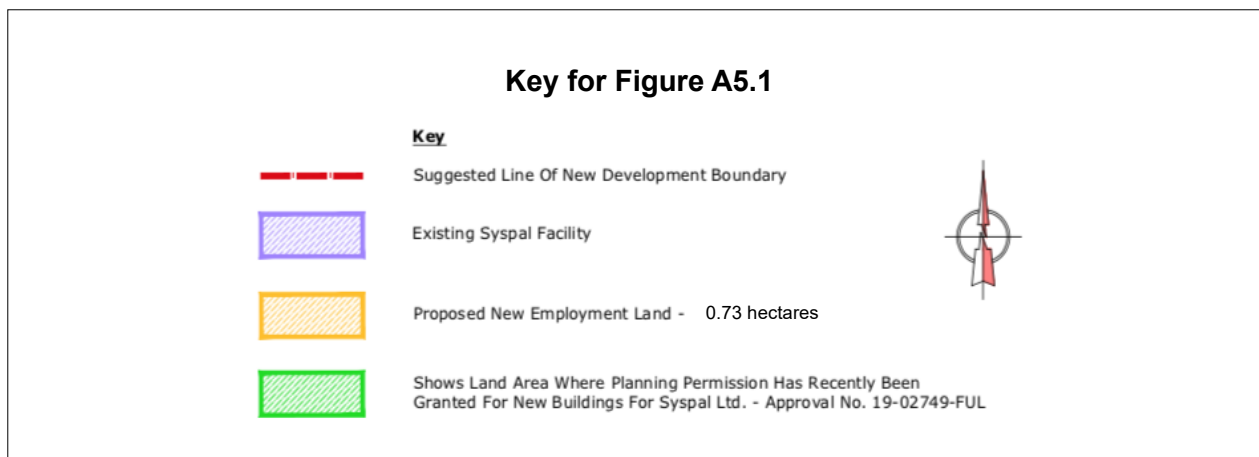 Key for Figure A5.1
Key
Suggested Line Of New Development Boundary
Existing Syspal Facility
Proposed New Employment Land - 0.73 hectares
Shows Land Area Where Planning Permission Has Recently Been
Granted For New Buildings For Syspal Ltd. - Approval No. 19-02749-FUL